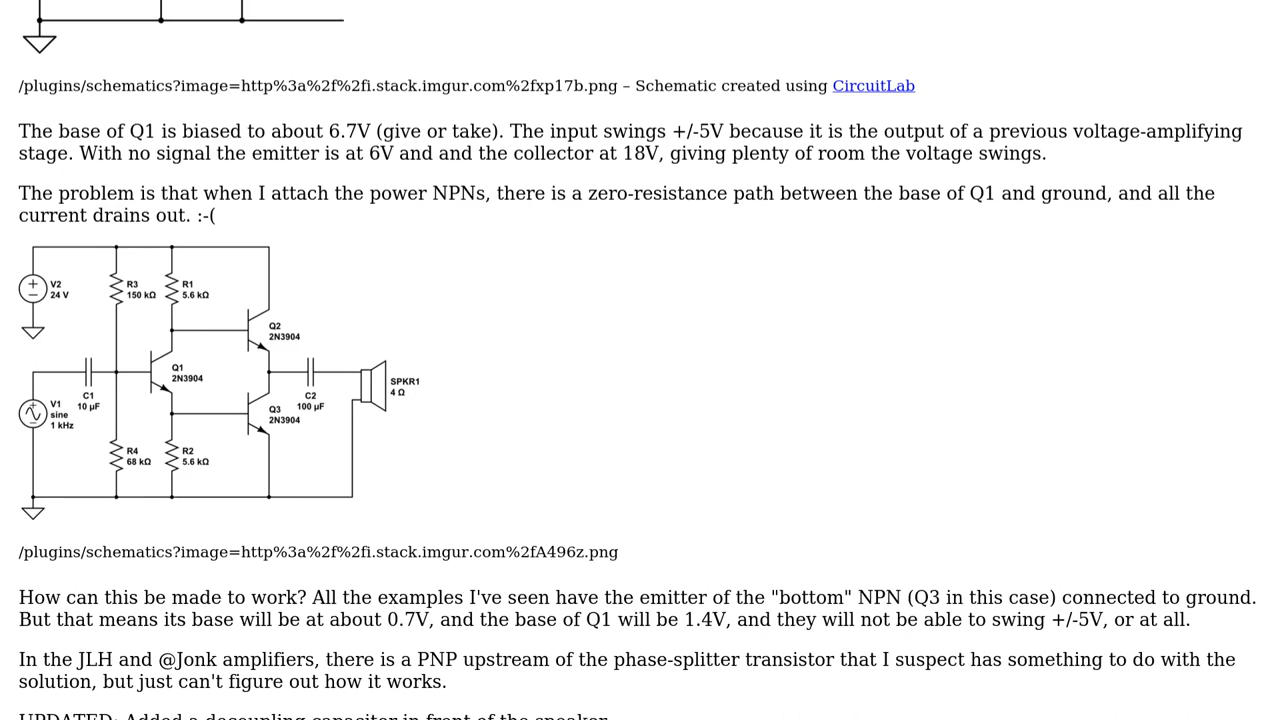 /plugins/schematics?image=http%3a%2f%2fi.stack.imgur.com%2fxp17b.png – Schematic created using CircuitLab
The base of Q1 is biased to about 6.7V (give or take). The input swings +/-5V because it is the output of a previous voltage-amplifying
stage. With no signal the emitter is at 6V and and the collector at 18V, giving plenty of room the voltage swings.
The problem is that when I attach the power NPNs, there is a zero-resistance path between the base of Q1 and ground, and all the
current drains out. :-(
V2
24 V
R3
150 kΩ
R1
5.6 kΩ
Q2
2N3904
Q1
2N3904
C1
10 µF
V1
sine
1 kHz
C2
100 µF
SPKR1
4 Ω
Q3
2N3904
R4
68 kΩ
R2
5.6 kΩ
/plugins/schematics?image=http%3a%2f%2fi.stack.imgur.com%2fA496z.png
How can this be made to work? All the examples I've seen have the emitter of the "bottom" NPN (Q3 in this case) connected to ground.
But that means its base will be at about 0.7V, and the base of Q1 will be 1.4V, and they will not be able to swing +/-5V, or at all.
In the JLH and @Jonk amplifiers, there is a PNP upstream of the phase-splitter transistor that I suspect has something to do with the
solution, but just can't figure out how it works.
UPDATED: Added a decoupling capacitor in front of the speaker